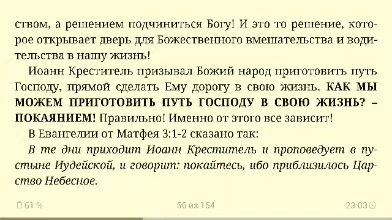 ством, а решением подчиниться Богу! И это то решение, кото-
рое открывает дверь для Божественного вмешательства и води-
тельства в нашу жизнь!
Иоанн Креститель призывал Божий народ приготовить путь
Господу, прямой сделать Ему дорогу в свою жизнь. КАК МЫ
МОЖЕМ ПРИГОТОВИТЬ ПУТЬ ГОСПОДУ В СВОЮ ЖИЗНЬ? –
ПОКАЯНИЕМ! Правильно! Именно от этого все зависит!
В Евангелии от Матфея 3:1-2 сказано так:
В те дни приходит Иоанн Креститель и проповедует в пу-
стыне Иудейской, и говорит: покайтесь, ибо приблизилось Цар-
ство Небесное.
61 % 56 из 154 23:03